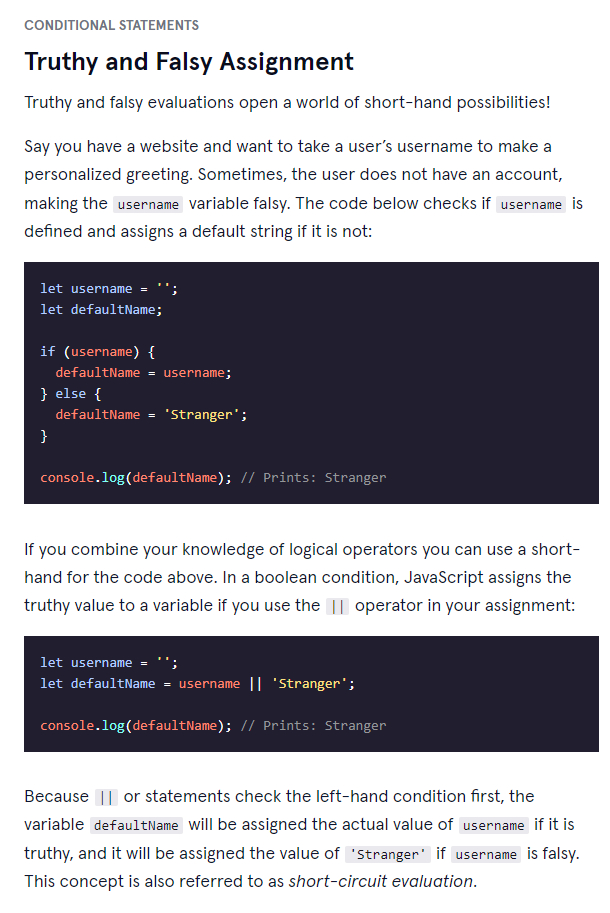 CONDITIONAL STATEMENTS
Truthy and Falsy Assignment
Truthy and falsy evaluations open a world of short-hand possibilities!
Say you have a website and want to take a user’s username to make a
personalized greeting. Sometimes, the user does not have an account,
making the username variable falsy. The code below checks if username is
defined and assigns a default string if it is not:
let username = '';
let defaultName;
if (username) {
  defaultName = username;
} else {
  defaultName = 'Stranger';
}
console.log(defaultName); // Prints: Stranger
If you combine your knowledge of logical operators you can use a short-
hand for the code above. In a boolean condition, JavaScript assigns the
truthy value to a variable if you use the || operator in your assignment:
let username = '';
let defaultName = username || 'Stranger';
console.log(defaultName); // Prints: Stranger
Because || or statements check the left-hand condition first, the
variable defaultName will be assigned the actual value of username if it is
truthy, and it will be assigned the value of 'Stranger' if username is falsy.
This concept is also referred to as short-circuit evaluation.